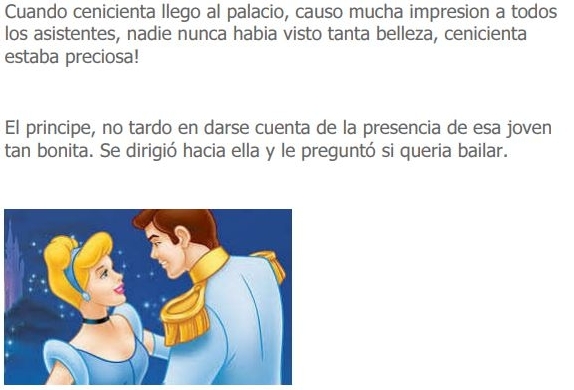 Cuando cenicienta llego al palacio, causo mucha impresion a todos
los asistentes, nadie nunca habia visto tanta belleza, cenicienta
estaba preciosa!
El principe, no tardo en darse cuenta de la presencia de esa joven
tan bonita. Se dirigió hacia ella y le preguntó si queria bailar.